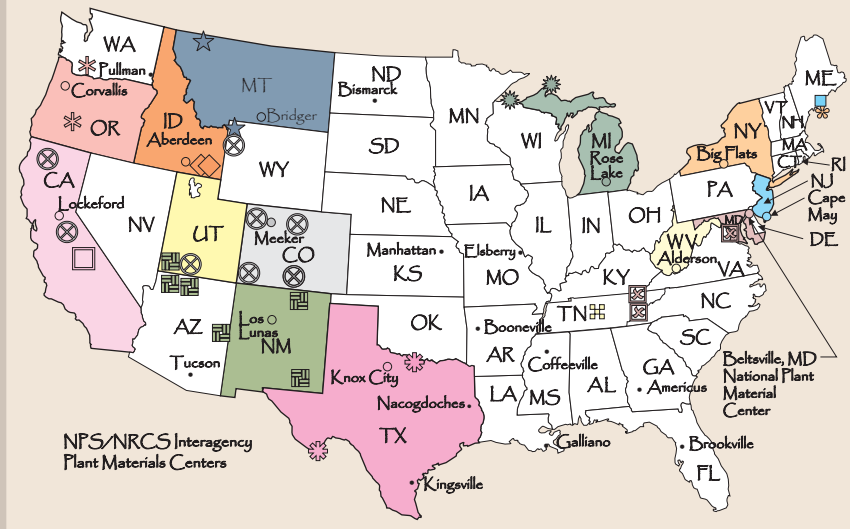 WA
Pullman
Corvallis
OR
ID
Aberdeen
MT
Bridger
ND
Bismarck
SD
WY
NE
MN
WI
IA
MI
Rose
Lake
IL
IN
OH
ME
VT
NH
MA
CT
RI
NY
Big Flats
PA
NJ
Cape
May
DE
MD
WV
Alderson
VA
CA
Lockeford
NV
UT
Meeker
CO
Manhattan
KS
Elsberry
MO
KY
TN
NC
SC
AZ
Tucson
Los
Lunas
NM
OK
Booneville
AR
Coffeeville
LA
MS
AL
GA
Americus
Knox City
Nacogdoches
TX
Kingsville
Galliano
Brookville
FL
Beltsville, MD
National Plant
Material
Center
NPS/NRCS Interagency
Plant Materials Centers